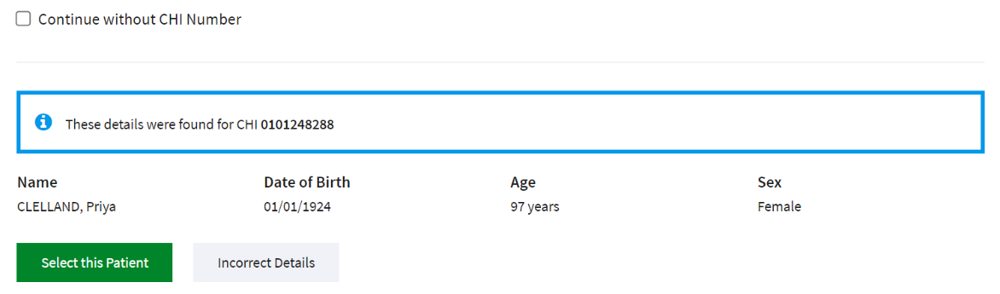 Continue without CHI Number
These details were found for CHI 0101248288
Name Date of Birth Age Sex
CLELLAND, Priya 01/01/1924 97 years Female
Select this Patient Incorrect Details